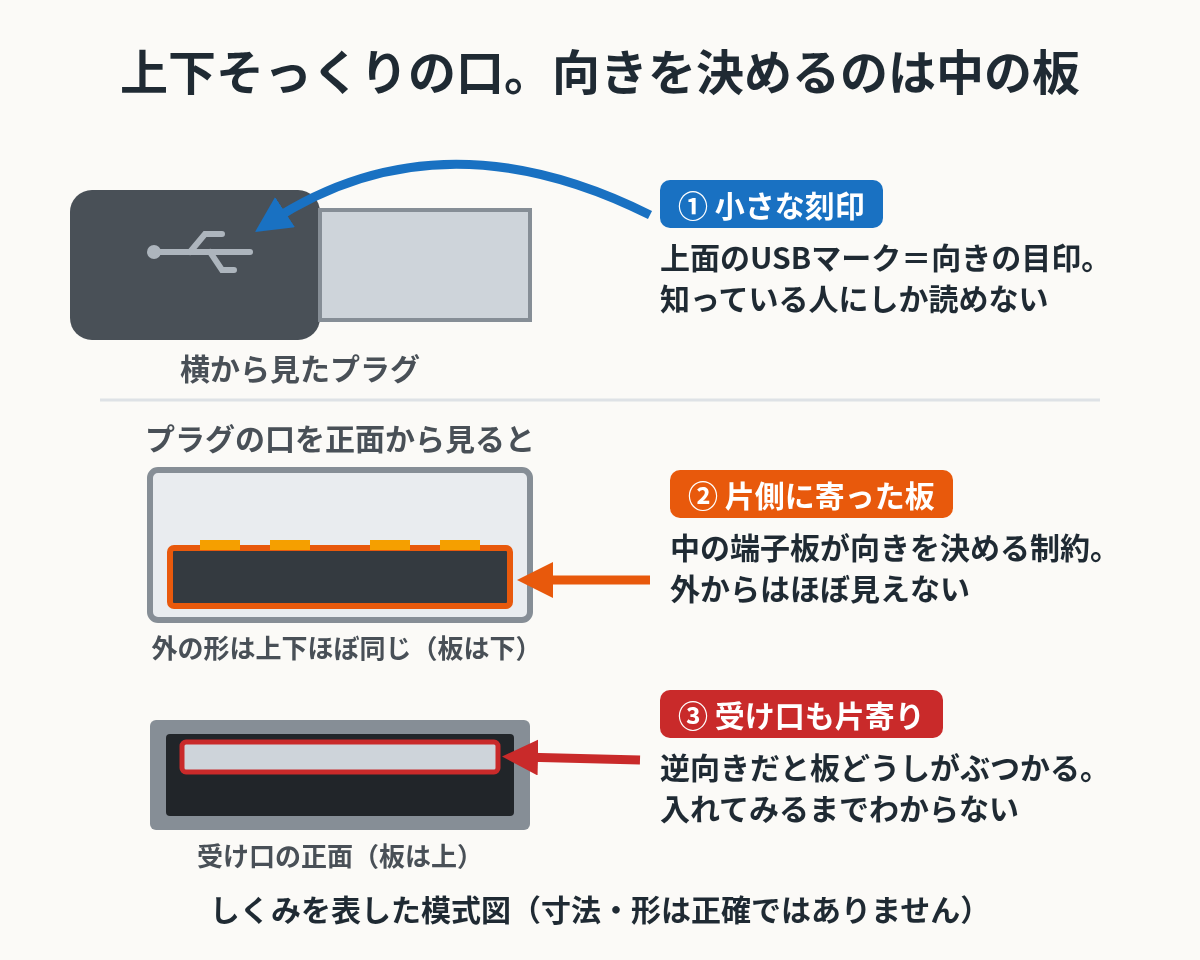 上下そっくりの口。向きを決めるのは中の板
① 小さな刻印
上面のUSBマーク＝向きの目印。
知っている人にしか読めない
横から見たプラグ
プラグの口を正面から見ると
② 片側に寄った板
中の端子板が向きを決める制約。
外からはほぼ見えない
外の形は上下ほぼ同じ（板は下）
③ 受け口も片寄り
逆向きだと板どうしがぶつかる。
入れてみるまでわからない
受け口の正面（板は上）
しくみを表した模式図（寸法・形は正確ではありません）